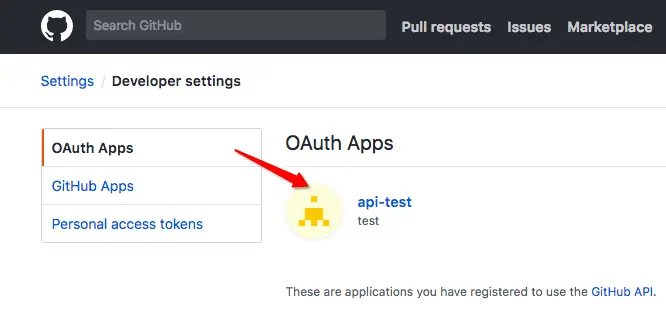 Search GitHub
Pull requests Issues Marketplace
Settings / Developer settings
OAuth Apps
GitHub Apps
Personal access tokens
OAuth Apps
api-test
test
These are applications you have registered to use the GitHub API.